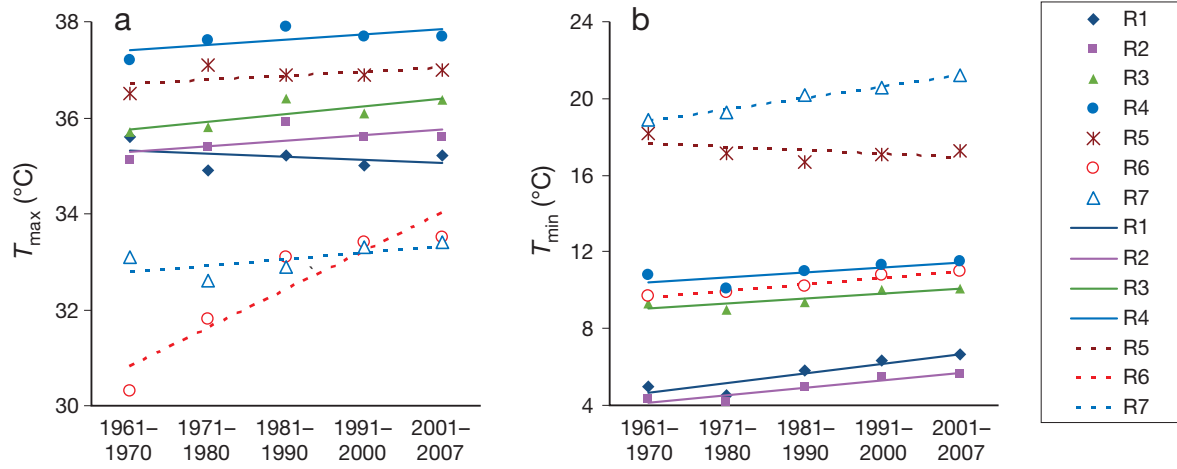 a
38
36
34
32
30
Tmax (°C)
1961–
1970
1971–
1980
1981–
1990
1991–
2000
2001–
2007
b
24
20
16
12
8
4
Tmin (°C)
1961–
1970
1971–
1980
1981–
1990
1991–
2000
2001–
2007
R1
R2
R3
R4
R5
R6
R7
R1
R2
R3
R4
R5
R6
R7